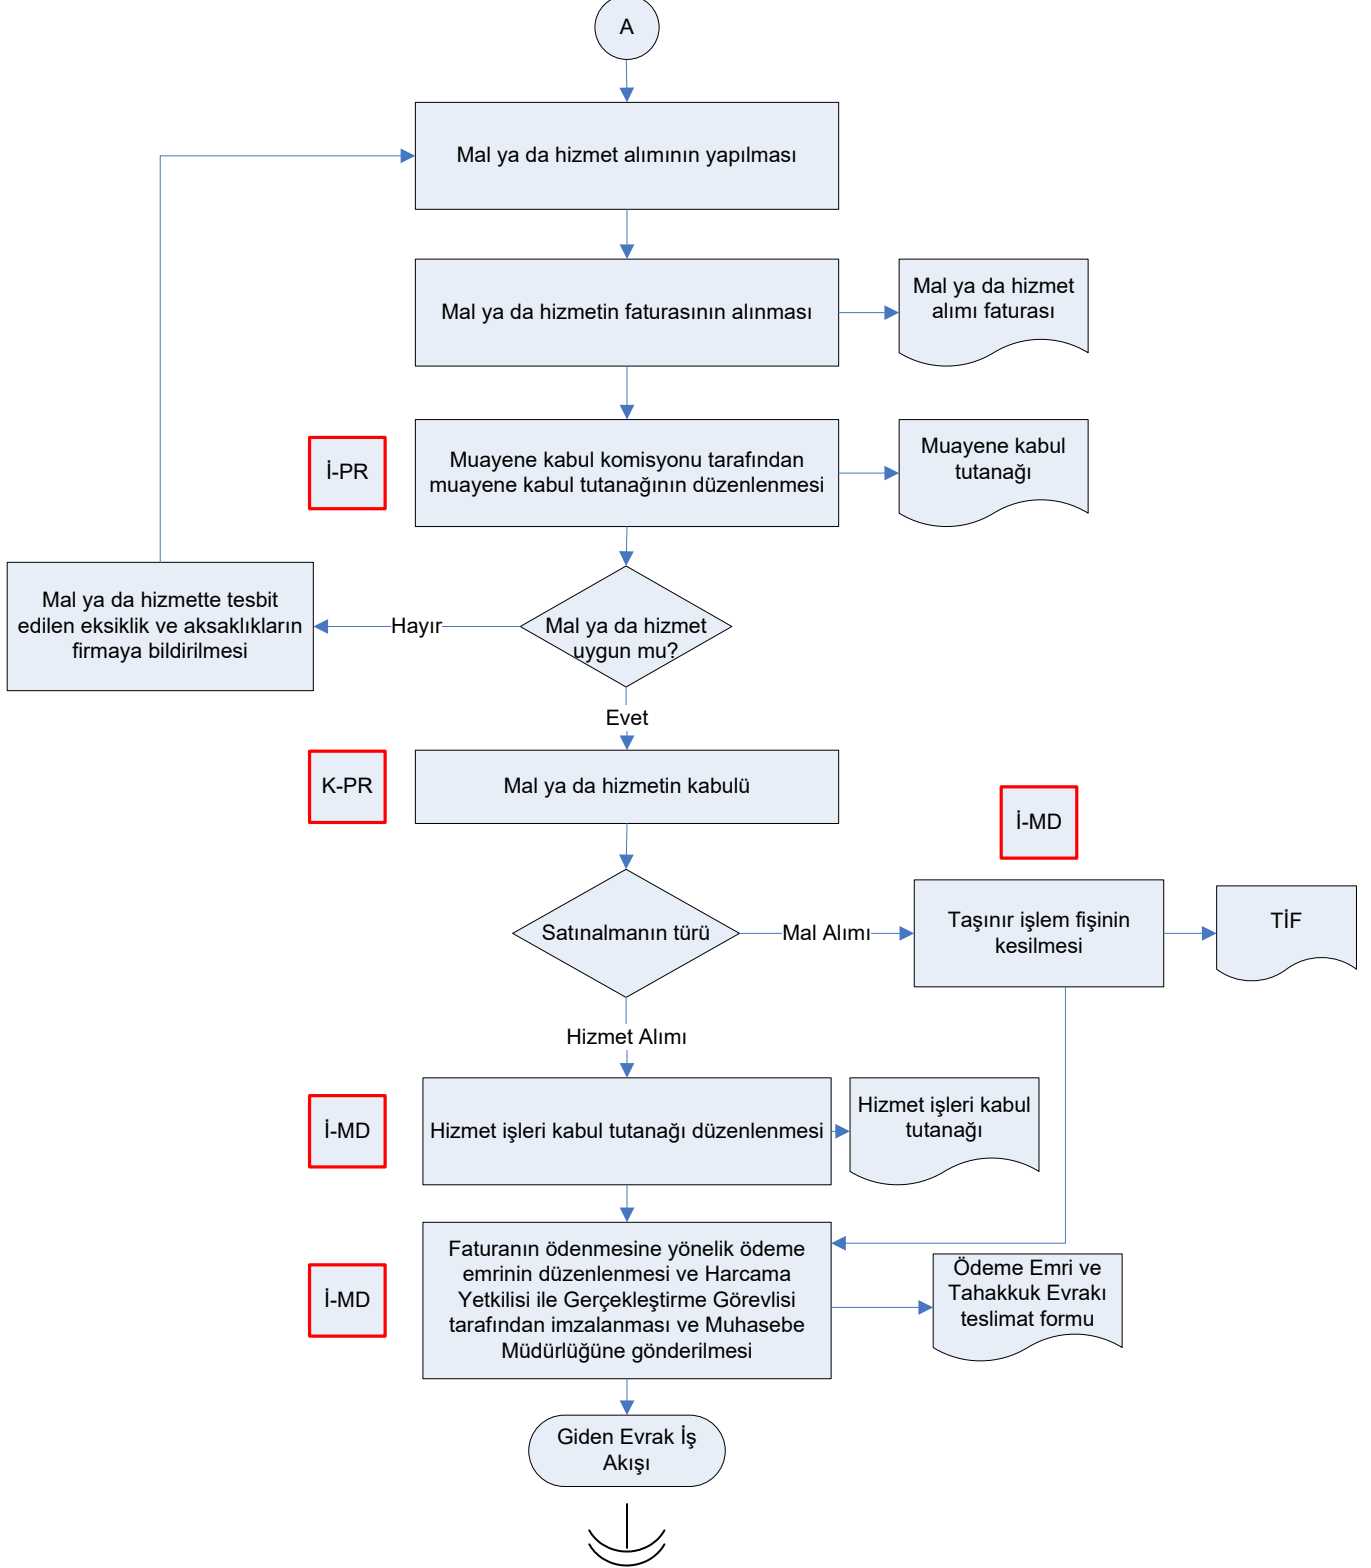 A
Mal ya da hizmet alımının yapılması
Mal ya da hizmetin faturasının alınması
Mal ya da hizmet
alımı faturası
İ-PR
Muayene kabul komisyonu tarafından
muayene kabul tutanağının düzenlenmesi
Muayene kabul
tutanağı
Mal ya da hizmette tesbit
edilen eksiklik ve aksaklıkların
firmaya bildirilmesi
Hayır
Mal ya da hizmet
uygun mu?
Evet
K-PR
Mal ya da hizmetin kabulü
İ-MD
Satınalmanın türü
Mal Alımı
Taşınır işlem fişinin
kesilmesi
TİF
Hizmet Alımı
İ-MD
Hizmet işleri kabul tutanağı düzenlenmesi
Hizmet işleri kabul
tutanağı
İ-MD
Faturanın ödenmesine yönelik ödeme
emrinin düzenlenmesi ve Harcama
Yetkilisi ile Gerçekleştirme Görevlisi
tarafından imzalanması ve Muhasebe
Müdürlüğüne gönderilmesi
Ödeme Emri ve
Tahakkuk Evrakı
teslimat formu
Giden Evrak İş
Akışı